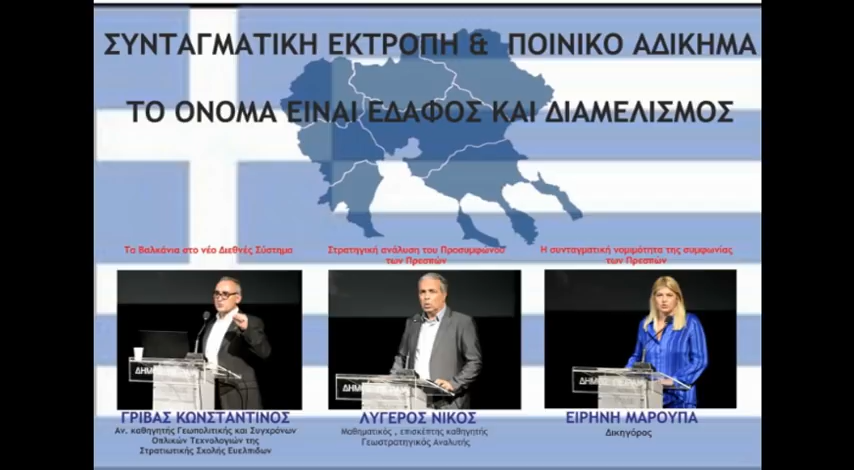 ΣΥΝΤΑΓΜΑΤΙΚΗ ΕΚΤΡΟΠΗ & ΠΟΙΝΙΚΟ ΑΔΙΚΗΜΑ
ΤΟ ΟΝΟΜΑ ΕΙΝΑΙ ΕΔΑΦΟΣ ΚΑΙ ΔΙΑΜΕΛΙΣΜΟΣ
Τα Βαλκάνια στο νέο Διεθνές Σύστημα
Στρατηγική ανάλυση του Προσυμφώνου
των Πρεσπών
Η συνταγματική νομιμότητα της συμφωνίας
των Πρεσπών
ΓΡΙΒΑΣ ΚΩΝΣΤΑΝΤΙΝΟΣ
Αν. καθηγητής Γεωπολιτικής και Συγχρόνων
Οπλικών Τεχνολογιών της
Στρατιωτικής Σχολής Ευελπιδων
ΛΥΓΕΡΟΣ ΝΙΚΟΣ
Μαθηματικός , επισκέπτης καθηγητής
Γεωστρατηγικός Αναλυτής
ΕΙΡΗΝΗ ΜΑΡΟΥΠΑ
Δικηγόρος